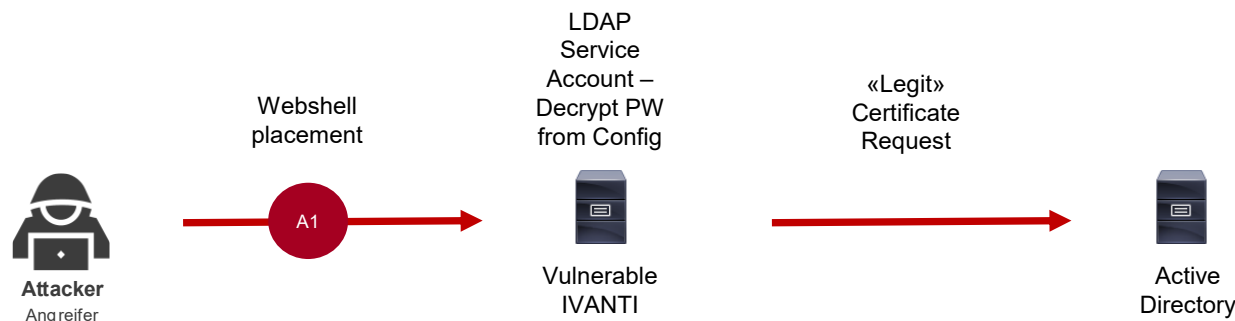 LDAP
Service
Account –
Decrypt PW
from Config
«Legit»
Certificate
Request
Webshell
placement
A1
Attacker
Angreifer
Vulnerable
IVANTI
Active
Directory